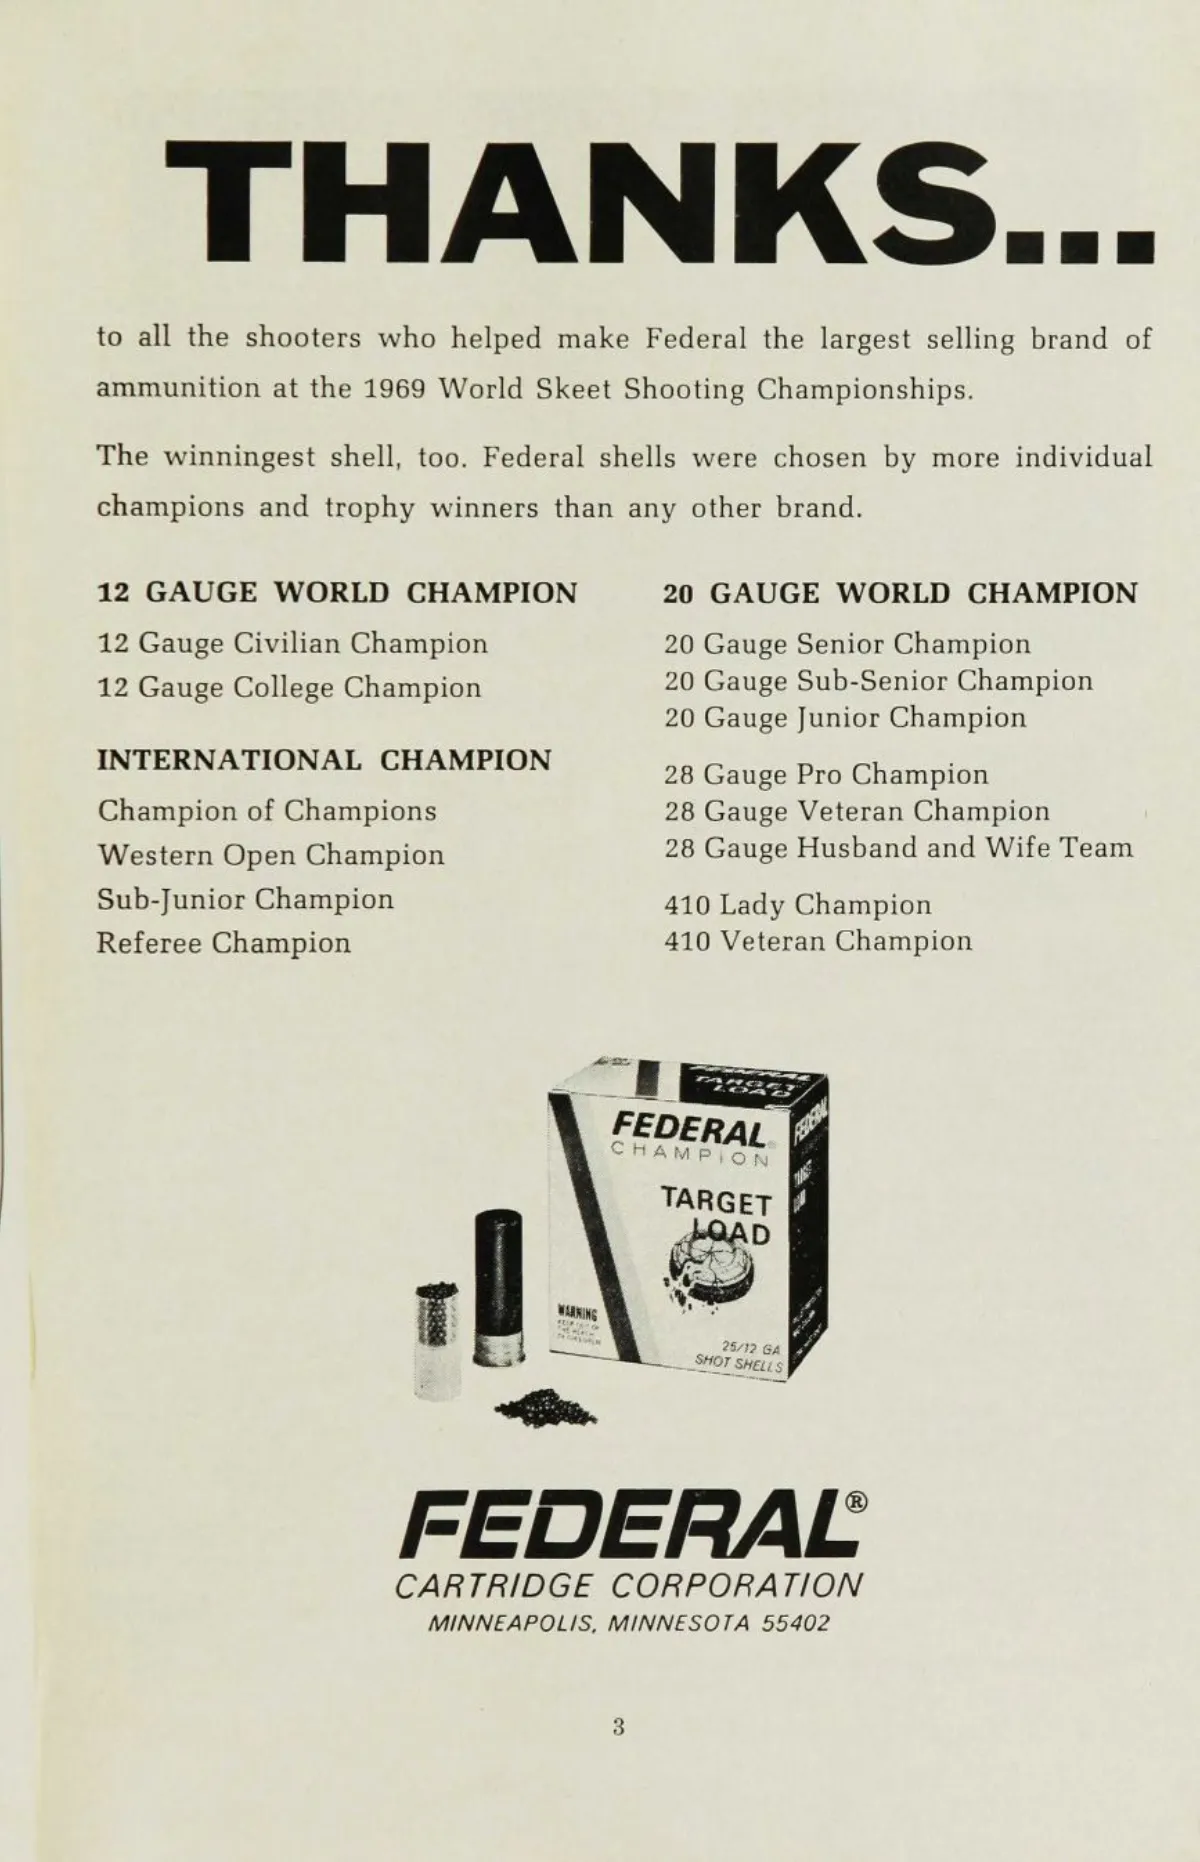 THANKS...
to all the shooters who helped make Federal the largest selling brand of
ammunition at the 1969 World Skeet Shooting Championships.
The winningest shell, too. Federal shells were chosen by more individual
champions and trophy winners than any other brand.
12 GAUGE WORLD CHAMPION
12 Gauge Civilian Champion
12 Gauge College Champion
INTERNATIONAL CHAMPION
Champion of Champions
Western Open Champion
Sub-Junior Champion
Referee Champion
20 GAUGE WORLD CHAMPION
20 Gauge Senior Champion
20 Gauge Sub-Senior Champion
20 Gauge Junior Champion
28 Gauge Pro Champion
28 Gauge Veteran Champion
28 Gauge Husband and Wife Team
410 Lady Champion
410 Veteran Champion
FEDERAL
TARGET
LOAD
FEDERAL
CHAMPION
TARGET
LOAD
WARNING
25/12 GA
SHOT SHELLS
FEDERAL
FEDERAL®
CARTRIDGE CORPORATION
MINNEAPOLIS, MINNESOTA 55402
3